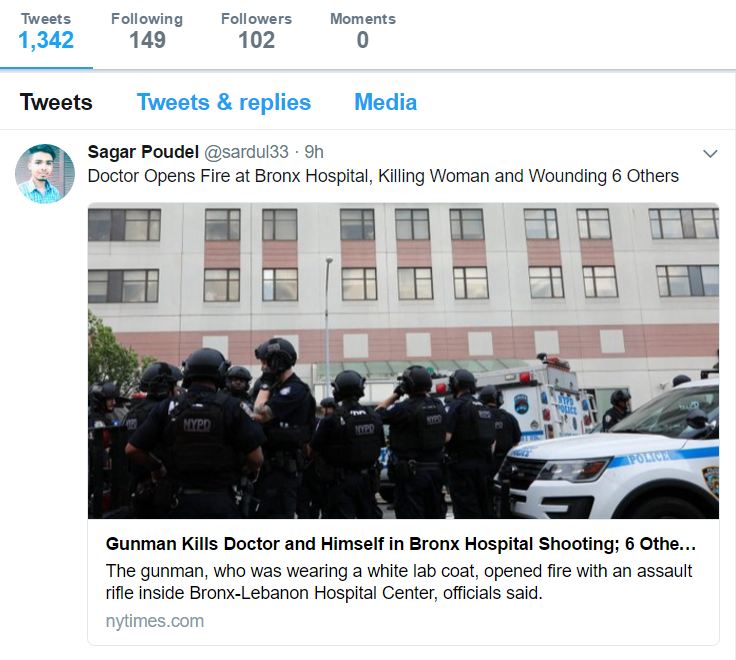 Tweets Following Followers Moments
1,342 149 102 0
Tweets Tweets & replies Media
Sagar Poudel @sardul33 · 9h
Doctor Opens Fire at Bronx Hospital, Killing Woman and Wounding 6 Others
NYPD
NYPD
NYPD
NYPD
POLICE
POLICE
Gunman Kills Doctor and Himself in Bronx Hospital Shooting; 6 Othe...
The gunman, who was wearing a white lab coat, opened fire with an assault
rifle inside Bronx-Lebanon Hospital Center, officials said.
nytimes.com